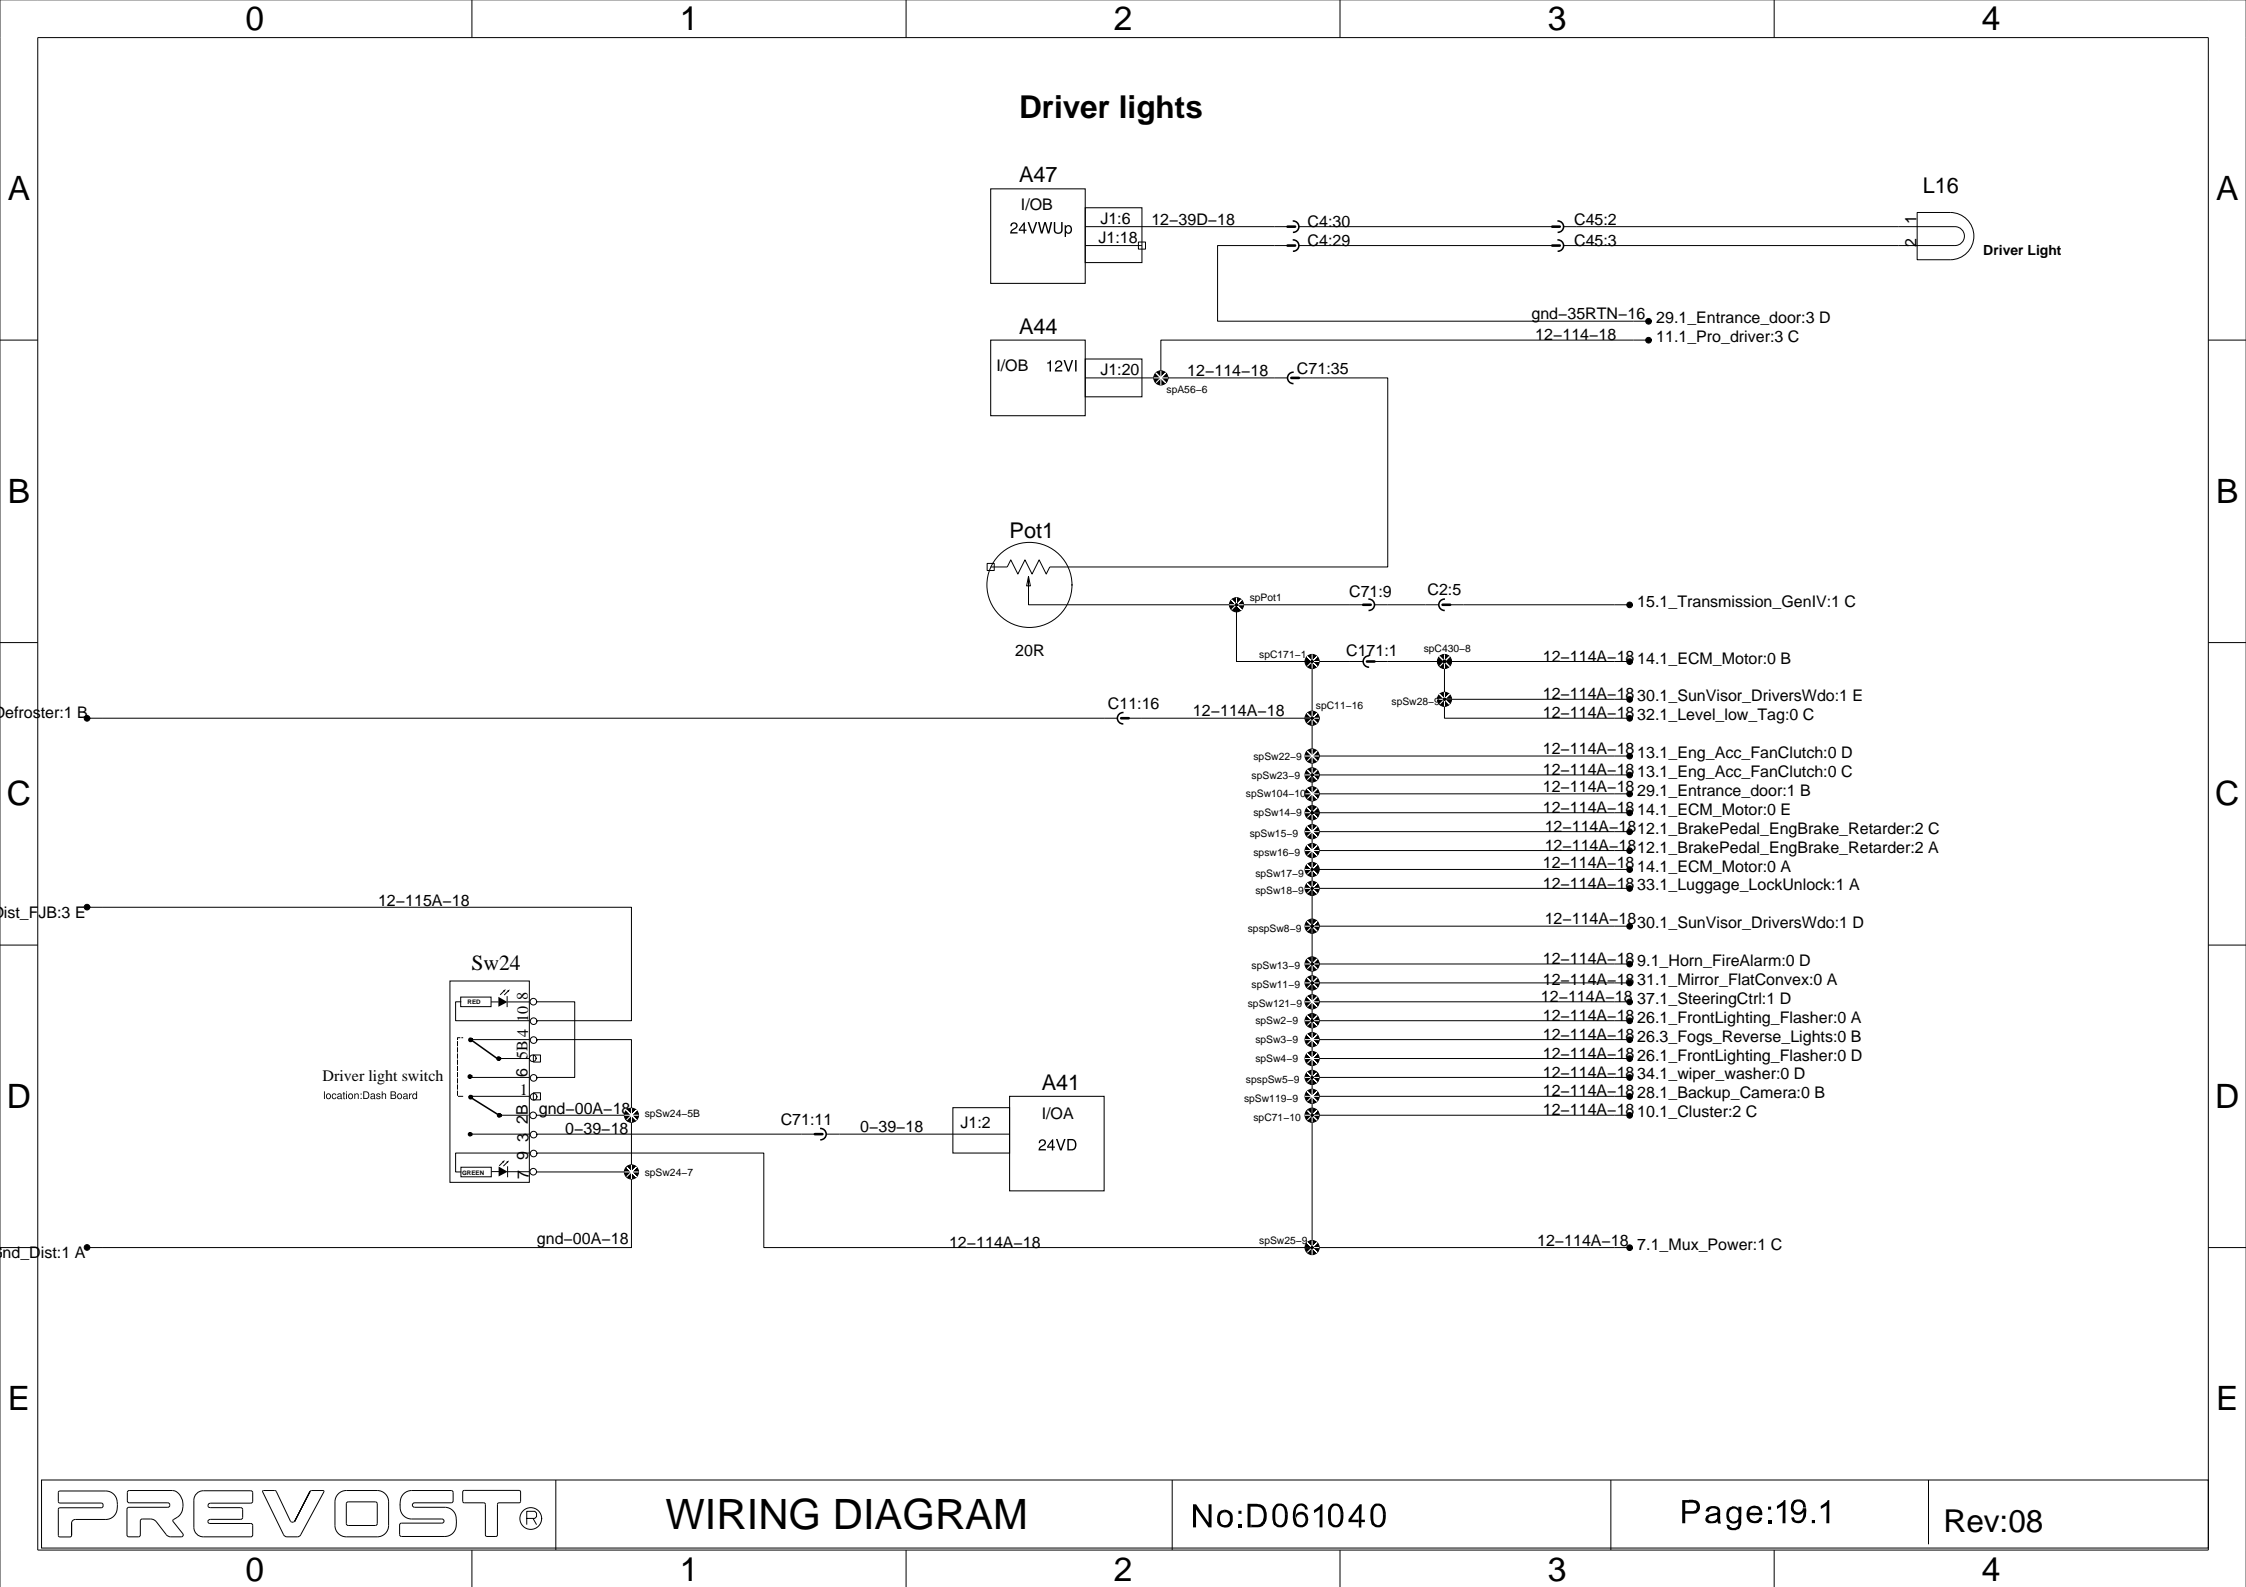 0 1 2 3 4
Driver lights
A A
A47
I/OB
24VWUp
J1:6
J1:18
12-39D-18
C4:30
C4:29
C45:2
C45:3
L16
1
2
Driver Light
gnd-35RTN-16 29.1_Entrance_door:3 D
12-114-18 11.1_Pro_driver:3 C
A44
I/OB 12VI
J1:20
12-114-18
C71:35
spA56-6
B B
Pot1
20R
spPot1
C71:9
C2:5
15.1_Transmission_GenIV:1 C
spC171-1
C171:1
spC430-8
12-114A-18 14.1_ECM_Motor:0 B
spSw28-9
12-114A-18 30.1_SunVisor_DriversWdo:1 E
12-114A-18 32.1_Level_low_Tag:0 C
Defroster:1 B
C11:16
12-114A-18
spC11-16
C C
spSw22-9 12-114A-18 13.1_Eng_Acc_FanClutch:0 D
spSw23-9 12-114A-18 13.1_Eng_Acc_FanClutch:0 C
spSw104-10 12-114A-18 29.1_Entrance_door:1 B
spSw14-9 12-114A-18 14.1_ECM_Motor:0 E
spSw15-9 12-114A-18 12.1_BrakePedal_EngBrake_Retarder:2 C
spsw16-9 12-114A-18 12.1_BrakePedal_EngBrake_Retarder:2 A
spSw17-9 12-114A-18 14.1_ECM_Motor:0 A
spSw18-9 12-114A-18 33.1_Luggage_LockUnlock:1 A
spspSw8-9 12-114A-18 30.1_SunVisor_DriversWdo:1 D
Dist_FJB:3 E
12-115A-18
spSw13-9 12-114A-18 9.1_Horn_FireAlarm:0 D
spSw11-9 12-114A-18 31.1_Mirror_FlatConvex:0 A
spSw121-9 12-114A-18 37.1_SteeringCtrl:1 D
spSw2-9 12-114A-18 26.1_FrontLighting_Flasher:0 A
spSw3-9 12-114A-18 26.3_Fogs_Reverse_Lights:0 B
spSw4-9 12-114A-18 26.1_FrontLighting_Flasher:0 D
spspSw5-9 12-114A-18 34.1_wiper_washer:0 D
spSw119-9 12-114A-18 28.1_Backup_Camera:0 B
spC71-10 12-114A-18 10.1_Cluster:2 C
D D
Sw24
RED
8
10
4
5B
6
1
2B
3
9
7
GREEN
Driver light switch
location:Dash Board
gnd-00A-18
spSw24-5B
0-39-18
C71:11
0-39-18
spSw24-7
A41
J1:2
I/OA
24VD
Gnd_Dist:1 A
gnd-00A-18
12-114A-18
spSw25-9
12-114A-18 7.1_Mux_Power:1 C
E E
PREVOST®
WIRING DIAGRAM
No:D061040
Page:19.1
Rev:08
0 1 2 3 4